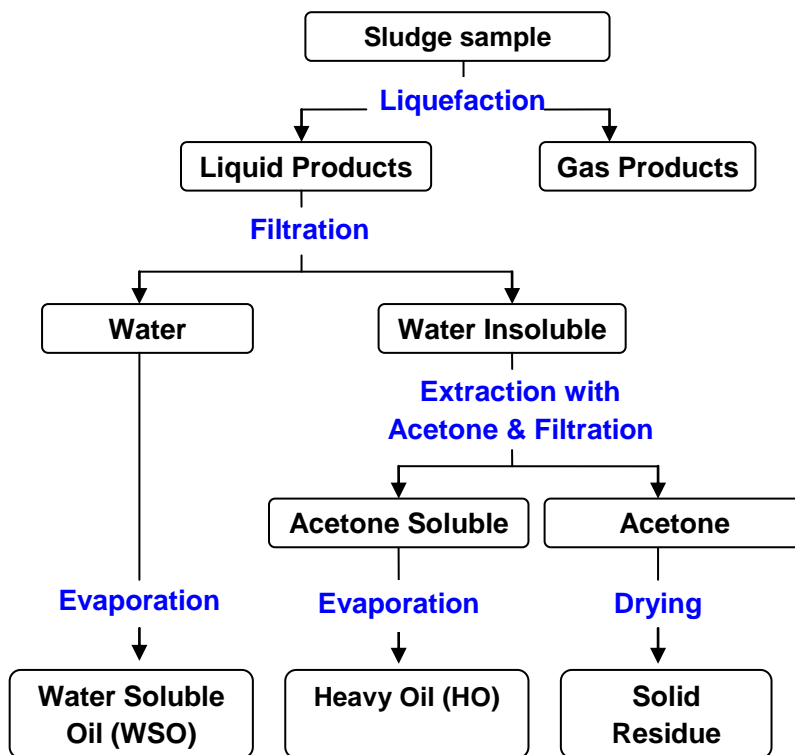 Sludge sample
Liquefaction
Liquid Products
Gas Products
Filtration
Water
Water Insoluble
Extraction with
Acetone & Filtration
Acetone Soluble
Acetone
Evaporation
Evaporation
Drying
Water Soluble
Oil (WSO)
Heavy Oil (HO)
Solid
Residue